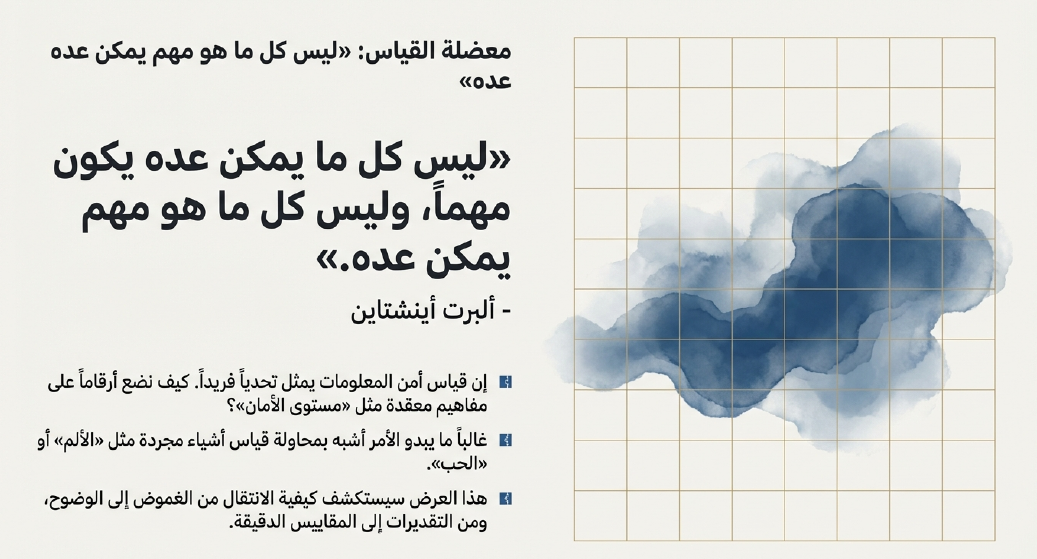 معضلة القياس: «ليس كل ما هو مهم يمكن عده
عده»
«ليس كل ما يمكن عده يكون
مهماً، وليس كل ما هو مهم
يمكن عده.»
- ألبرت أينشتاين
إن قياس أمن المعلومات يمثل تحدياً فريداً. كيف نضع أرقاماً على
مفاهيم معقدة مثل «مستوى الأمان»؟
غالباً ما يبدو الأمر أشبه بمحاولة قياس أشياء مجردة مثل «الألم» أو
«الحب».
هذا العرض سيستكشف كيفية الانتقال من الغموض إلى الوضوح،
ومن التقديرات إلى المقاييس الدقيقة.